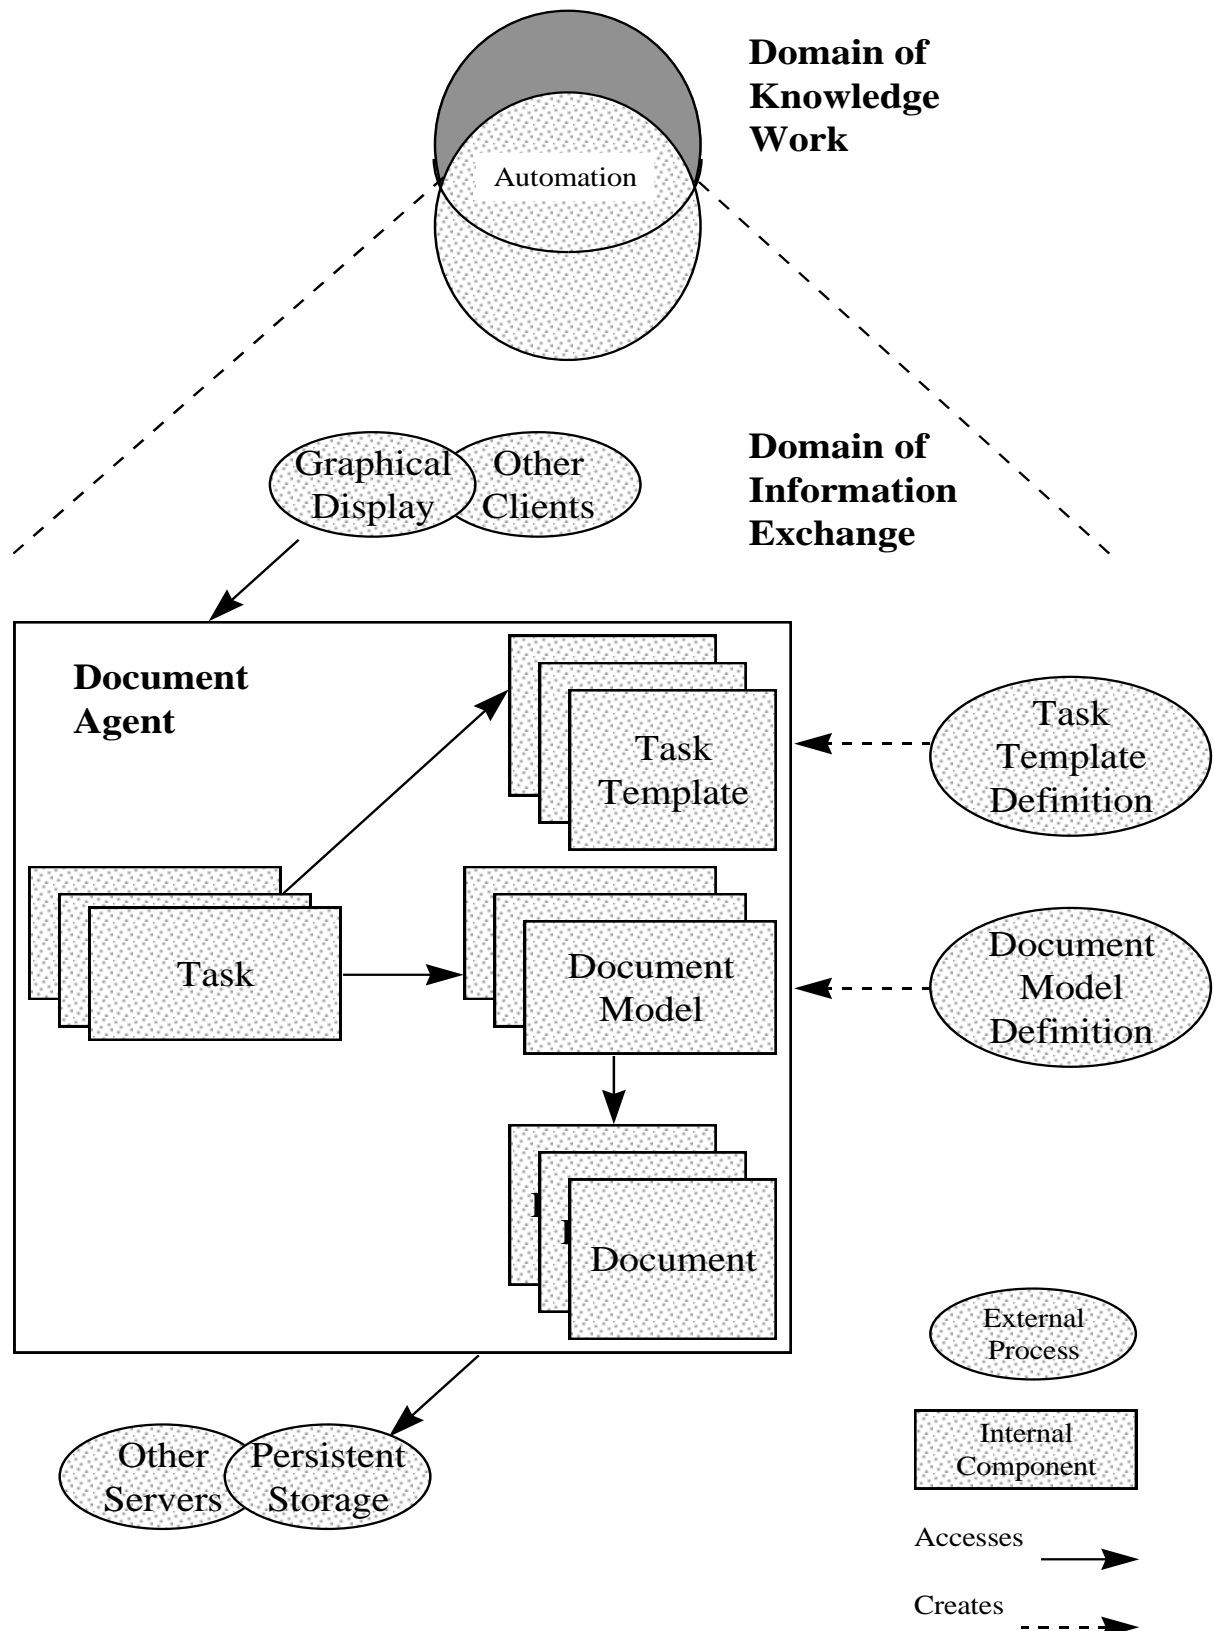 Domain of
Knowledge
Work
Automation
Domain of
Information
Exchange
Graphical
Display
Other
Clients
Document
Agent
Task
Template
Task
Template
Definition
Task
Document
Model
Document
Model
Definition
Document
External
Process
Other
Servers
Persistent
Storage
Internal
Component
Accesses
Creates